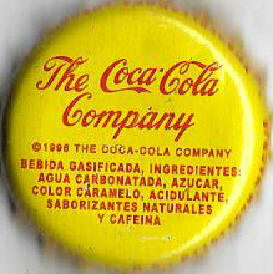 The Coca-Cola
Company
© 1996 THE COCA-COLA COMPANY
BEBIDA GASIFICADA, INGREDIENTES:
AGUA CARBONATADA, AZUCAR,
COLOR CARAMELO, ACIDULANTE,
SABORIZANTES NATURALES
Y CAFEINA